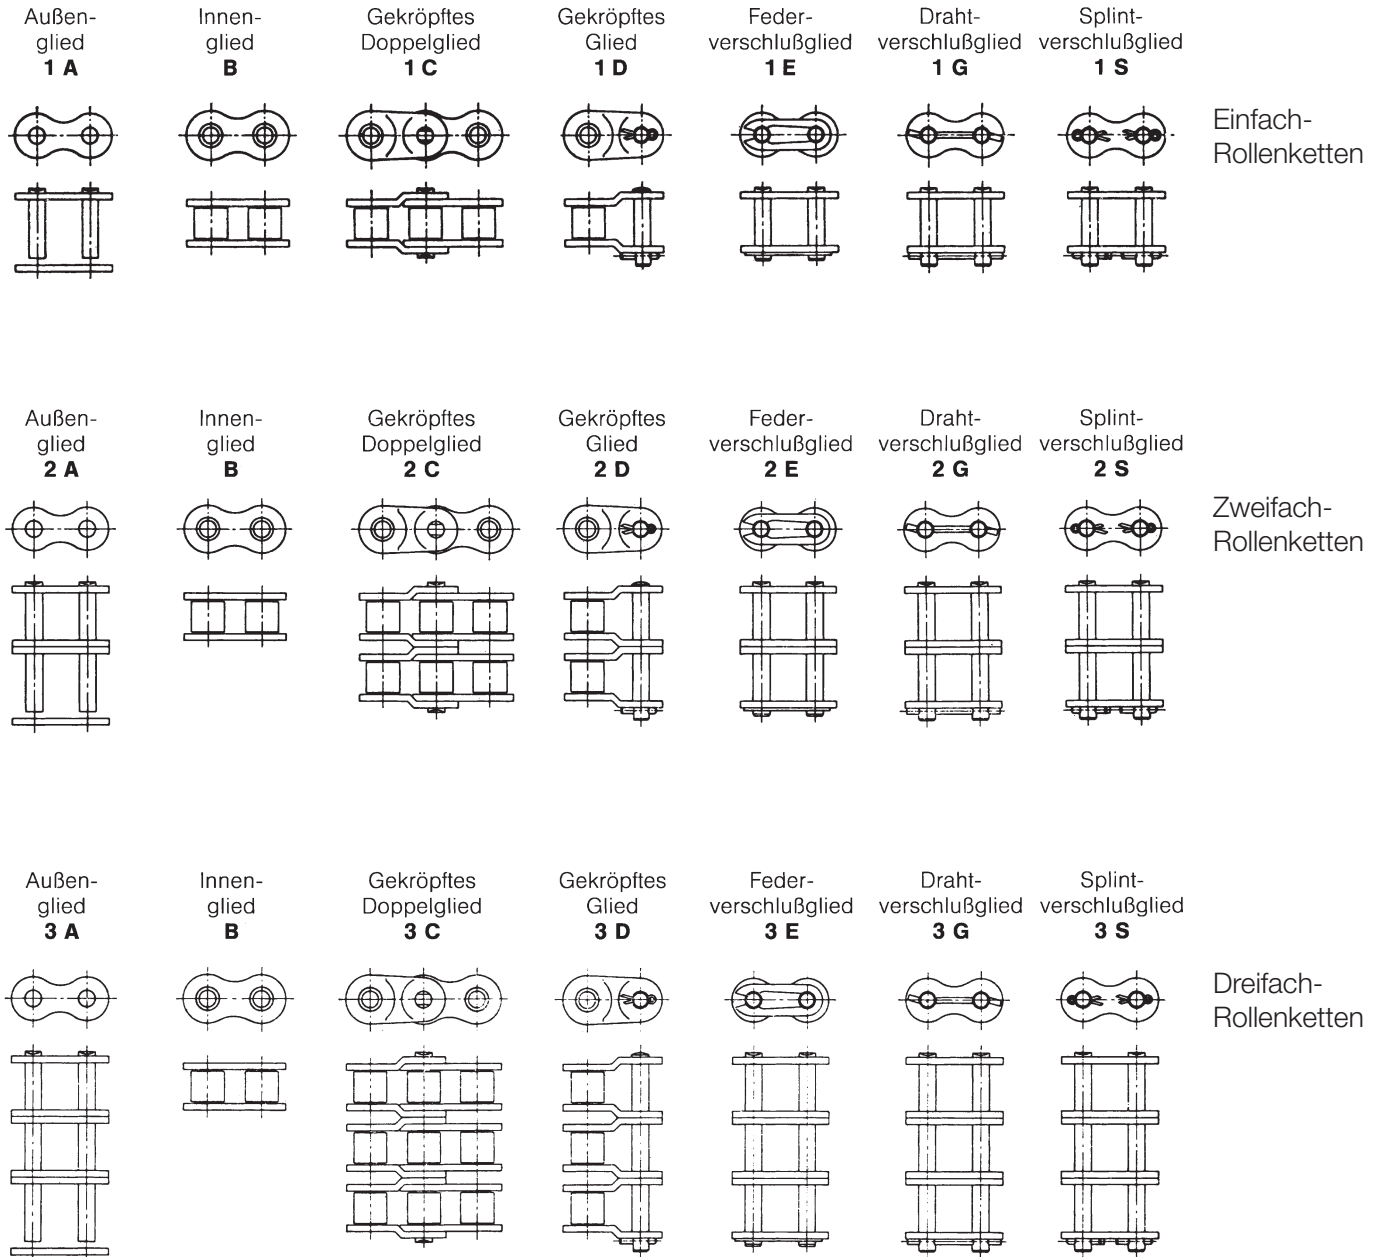 Außen-
glied
1 A
Innen-
glied
B
Gekröpftes
Doppelglied
1 C
Gekröpftes
Glied
1 D
Feder-
verschlußglied
1 E
Draht-
verschlußglied
1 G
Splint-
verschlußglied
1 S
Einfach-
Rollenketten
Außen-
glied
2 A
Innen-
glied
B
Gekröpftes
Doppelglied
2 C
Gekröpftes
Glied
2 D
Feder-
verschlußglied
2 E
Draht-
verschlußglied
2 G
Splint-
verschlußglied
2 S
Zweifach-
Rollenketten
Außen-
glied
3 A
Innen-
glied
B
Gekröpftes
Doppelglied
3 C
Gekröpftes
Glied
3 D
Feder-
verschlußglied
3 E
Draht-
verschlußglied
3 G
Splint-
verschlußglied
3 S
Dreifach-
Rollenketten